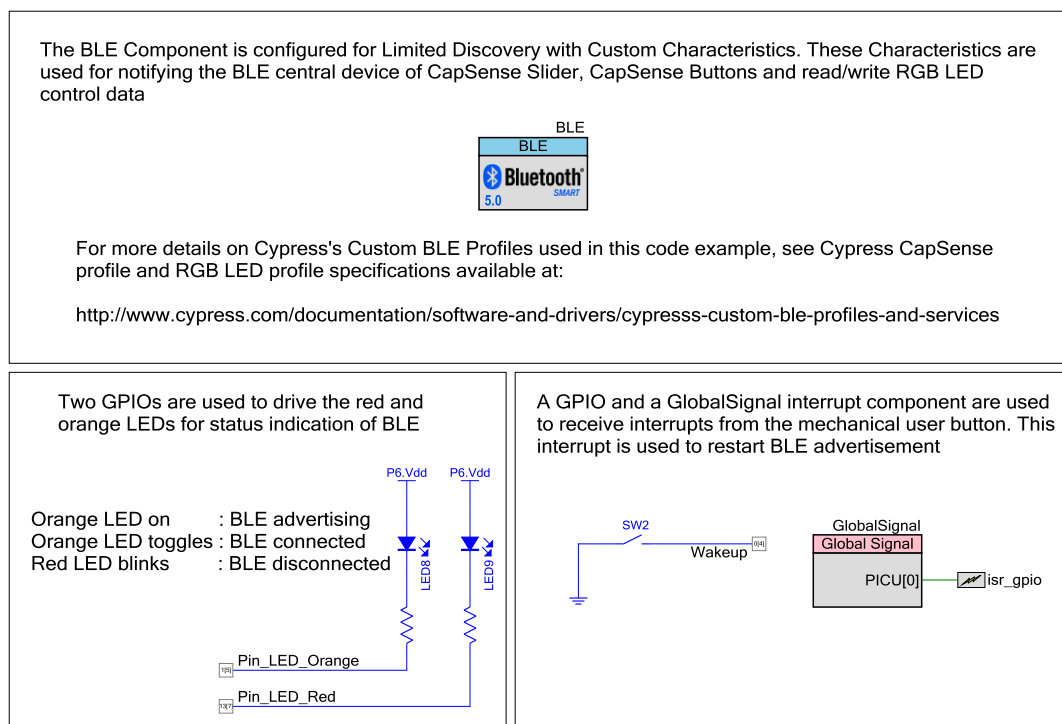 The BLE Component is configured for Limited Discovery with Custom Characteristics. These Characteristics are
used for notifying the BLE central device of CapSense Slider, CapSense Buttons and read/write RGB LED
control data
BLE
BLE
Bluetooth
SMART
5.0
For more details on Cypress's Custom BLE Profiles used in this code example, see Cypress CapSense
profile and RGB LED profile specifications available at:
http://www.cypress.com/documentation/software-and-drivers/cypresss-custom-ble-profiles-and-services
Two GPIOs are used to drive the red and
orange LEDs for status indication of BLE
P6.Vdd P6.Vdd
Orange LED on : BLE advertising
Orange LED toggles : BLE connected
Red LED blinks : BLE disconnected
LED8
LED9
1[5] Pin_LED_Orange
13[7] Pin_LED_Red
A GPIO and a GlobalSignal interrupt component are used
to receive interrupts from the mechanical user button. This
interrupt is used to restart BLE advertisement
SW2
Wakeup 0[4]
GlobalSignal
Global Signal
PICU[0] isr_gpio